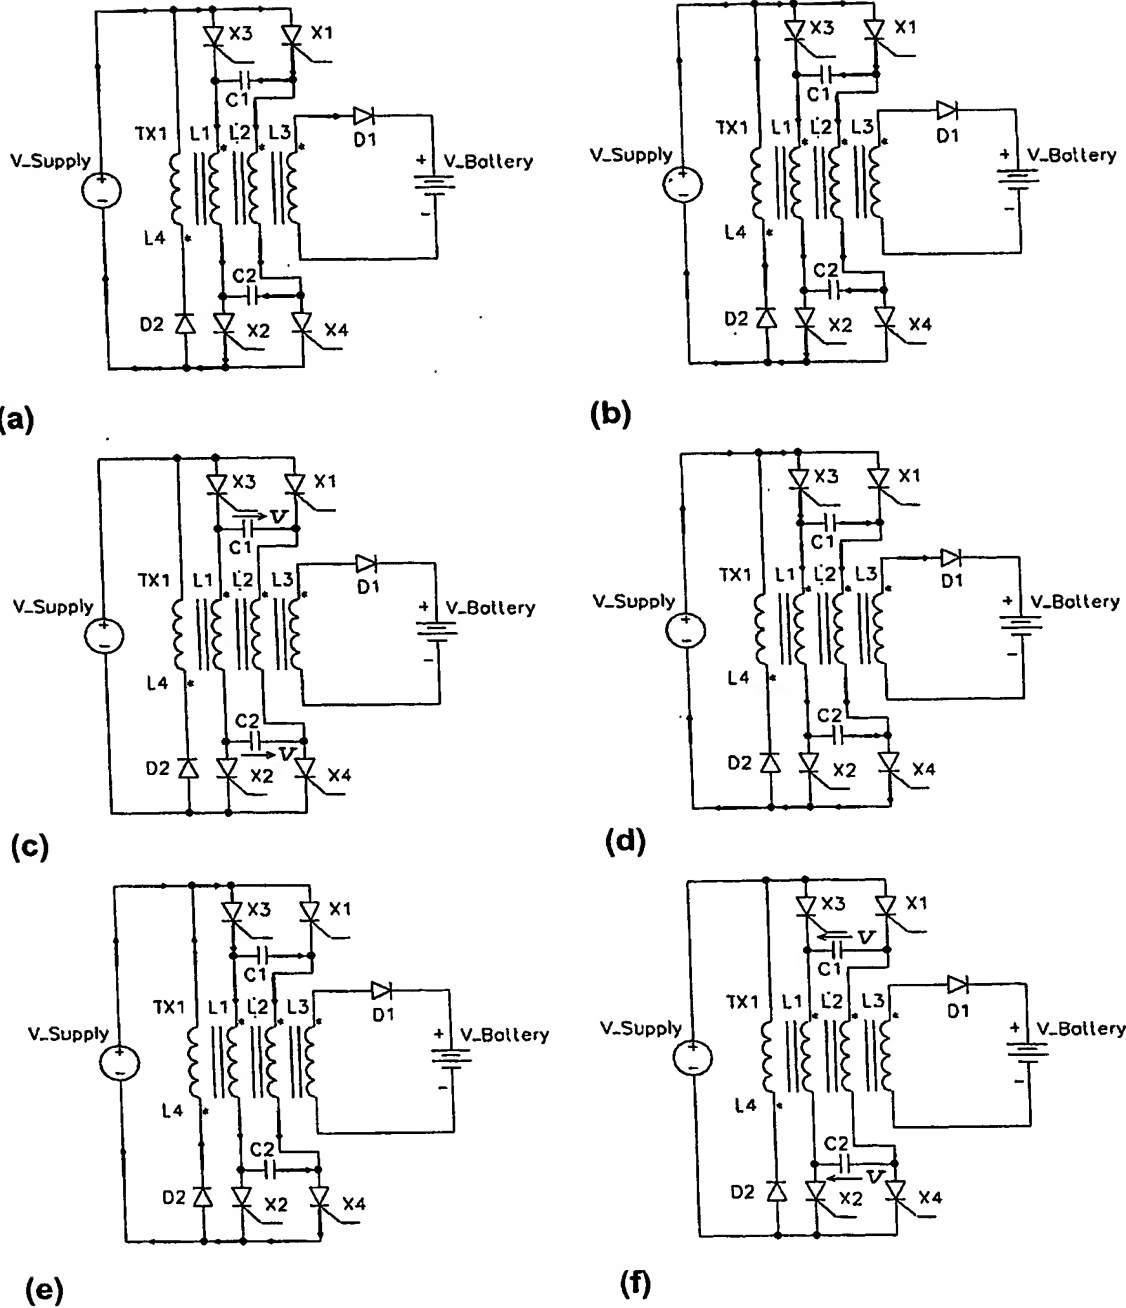 X3 X1
C1
D1
TX1 L1 L2 L3
V_Supply
+
−
+
V_Battery
−
L4 *
* * *
C2
D2 X2 X4
(a)
X3 X1
C1
D1
TX1 L1 L2 L3
V_Supply
+
−
+
V_Battery
−
L4 *
* * *
C2
D2 X2 X4
(b)
X3 X1
V
C1
D1
TX1 L1 L2 L3
V_Supply
+
−
+
V_Battery
−
L4 *
* * *
C2
V
D2 X2 X4
(c)
X3 X1
C1
D1
TX1 L1 L2 L3
V_Supply
+
−
+
V_Battery
−
L4 *
* * *
C2
D2 X2 X4
(d)
X3 X1
C1
D1
TX1 L1 L2 L3
V_Supply
+
−
+
V_Battery
−
L4 *
* * *
C2
D2 X2 X4
(e)
X3 X1
V
C1
D1
TX1 L1 L2 L3
V_Supply
+
−
+
V_Battery
−
L4 *
* * *
C2
V
D2 X2 X4
(f)